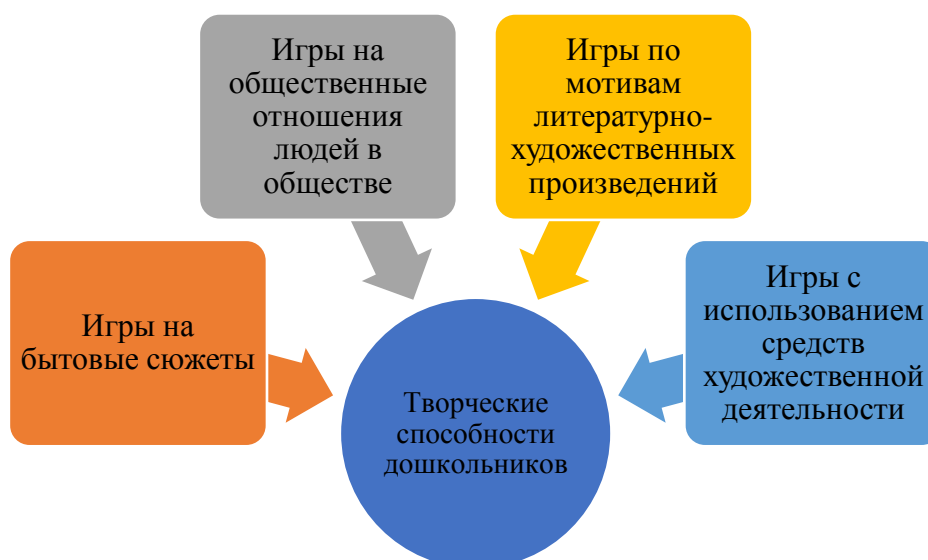 Игры на
общественные
отношения
людей в
обществе
Игры по
мотивам
литературно-
художественных
произведений
Игры на
бытовые сюжеты
Игры с
использованием
средств
художественной
деятельности
Творческие
способности
дошкольников